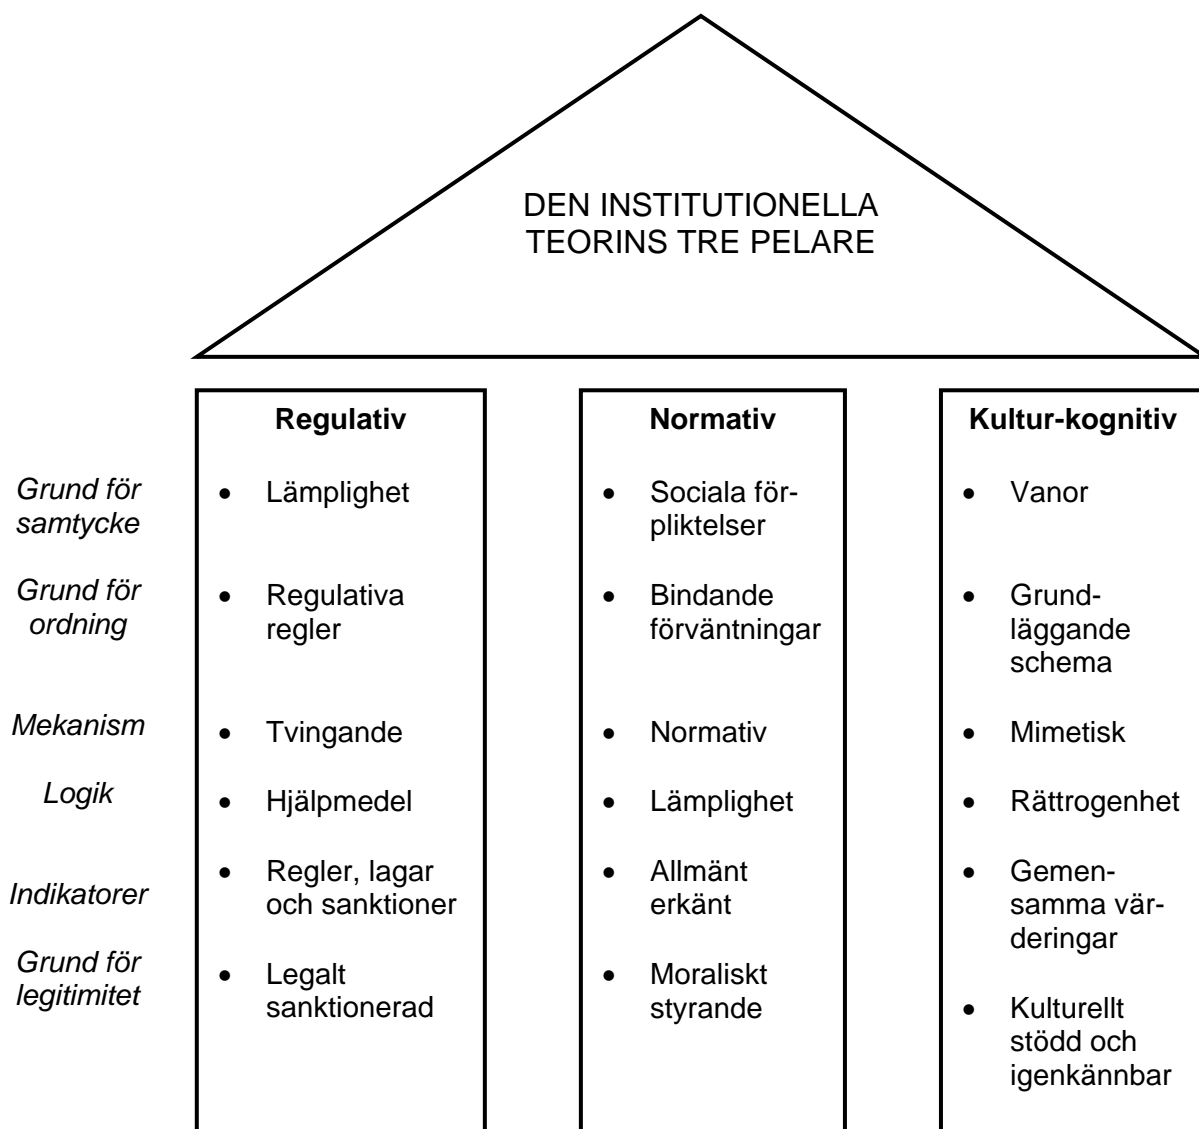 DEN INSTITUTIONELLA
TEORINS TRE PELARE
Regulativ
Normativ
Kultur-kognitiv
Grund för
samtycke
• Lämplighet
• Sociala för-
pliktelser
• Vanor
Grund för
ordning
• Regulativa
regler
• Bindande
förväntningar
• Grund-
läggande
schema
Mekanism
• Tvingande
• Normativ
• Mimetisk
Logik
• Hjälpmedel
• Lämplighet
• Rättrogenhet
Indikatorer
• Regler, lagar
och sanktioner
• Allmänt
erkänt
• Gemen-
samma vär-
deringar
Grund för
legitimitet
• Legalt
sanktionerad
• Moraliskt
styrande
• Kulturellt
stödd och
igenkännbar